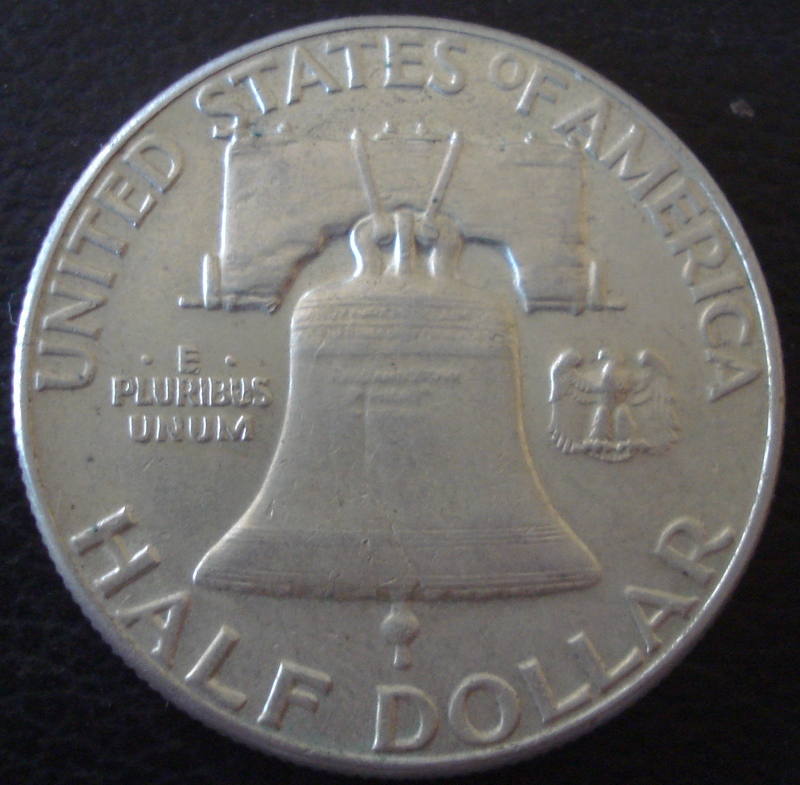 UNITED STATES OF AMERICA
· E ·
PLURIBUS
UNUM
HALF DOLLAR